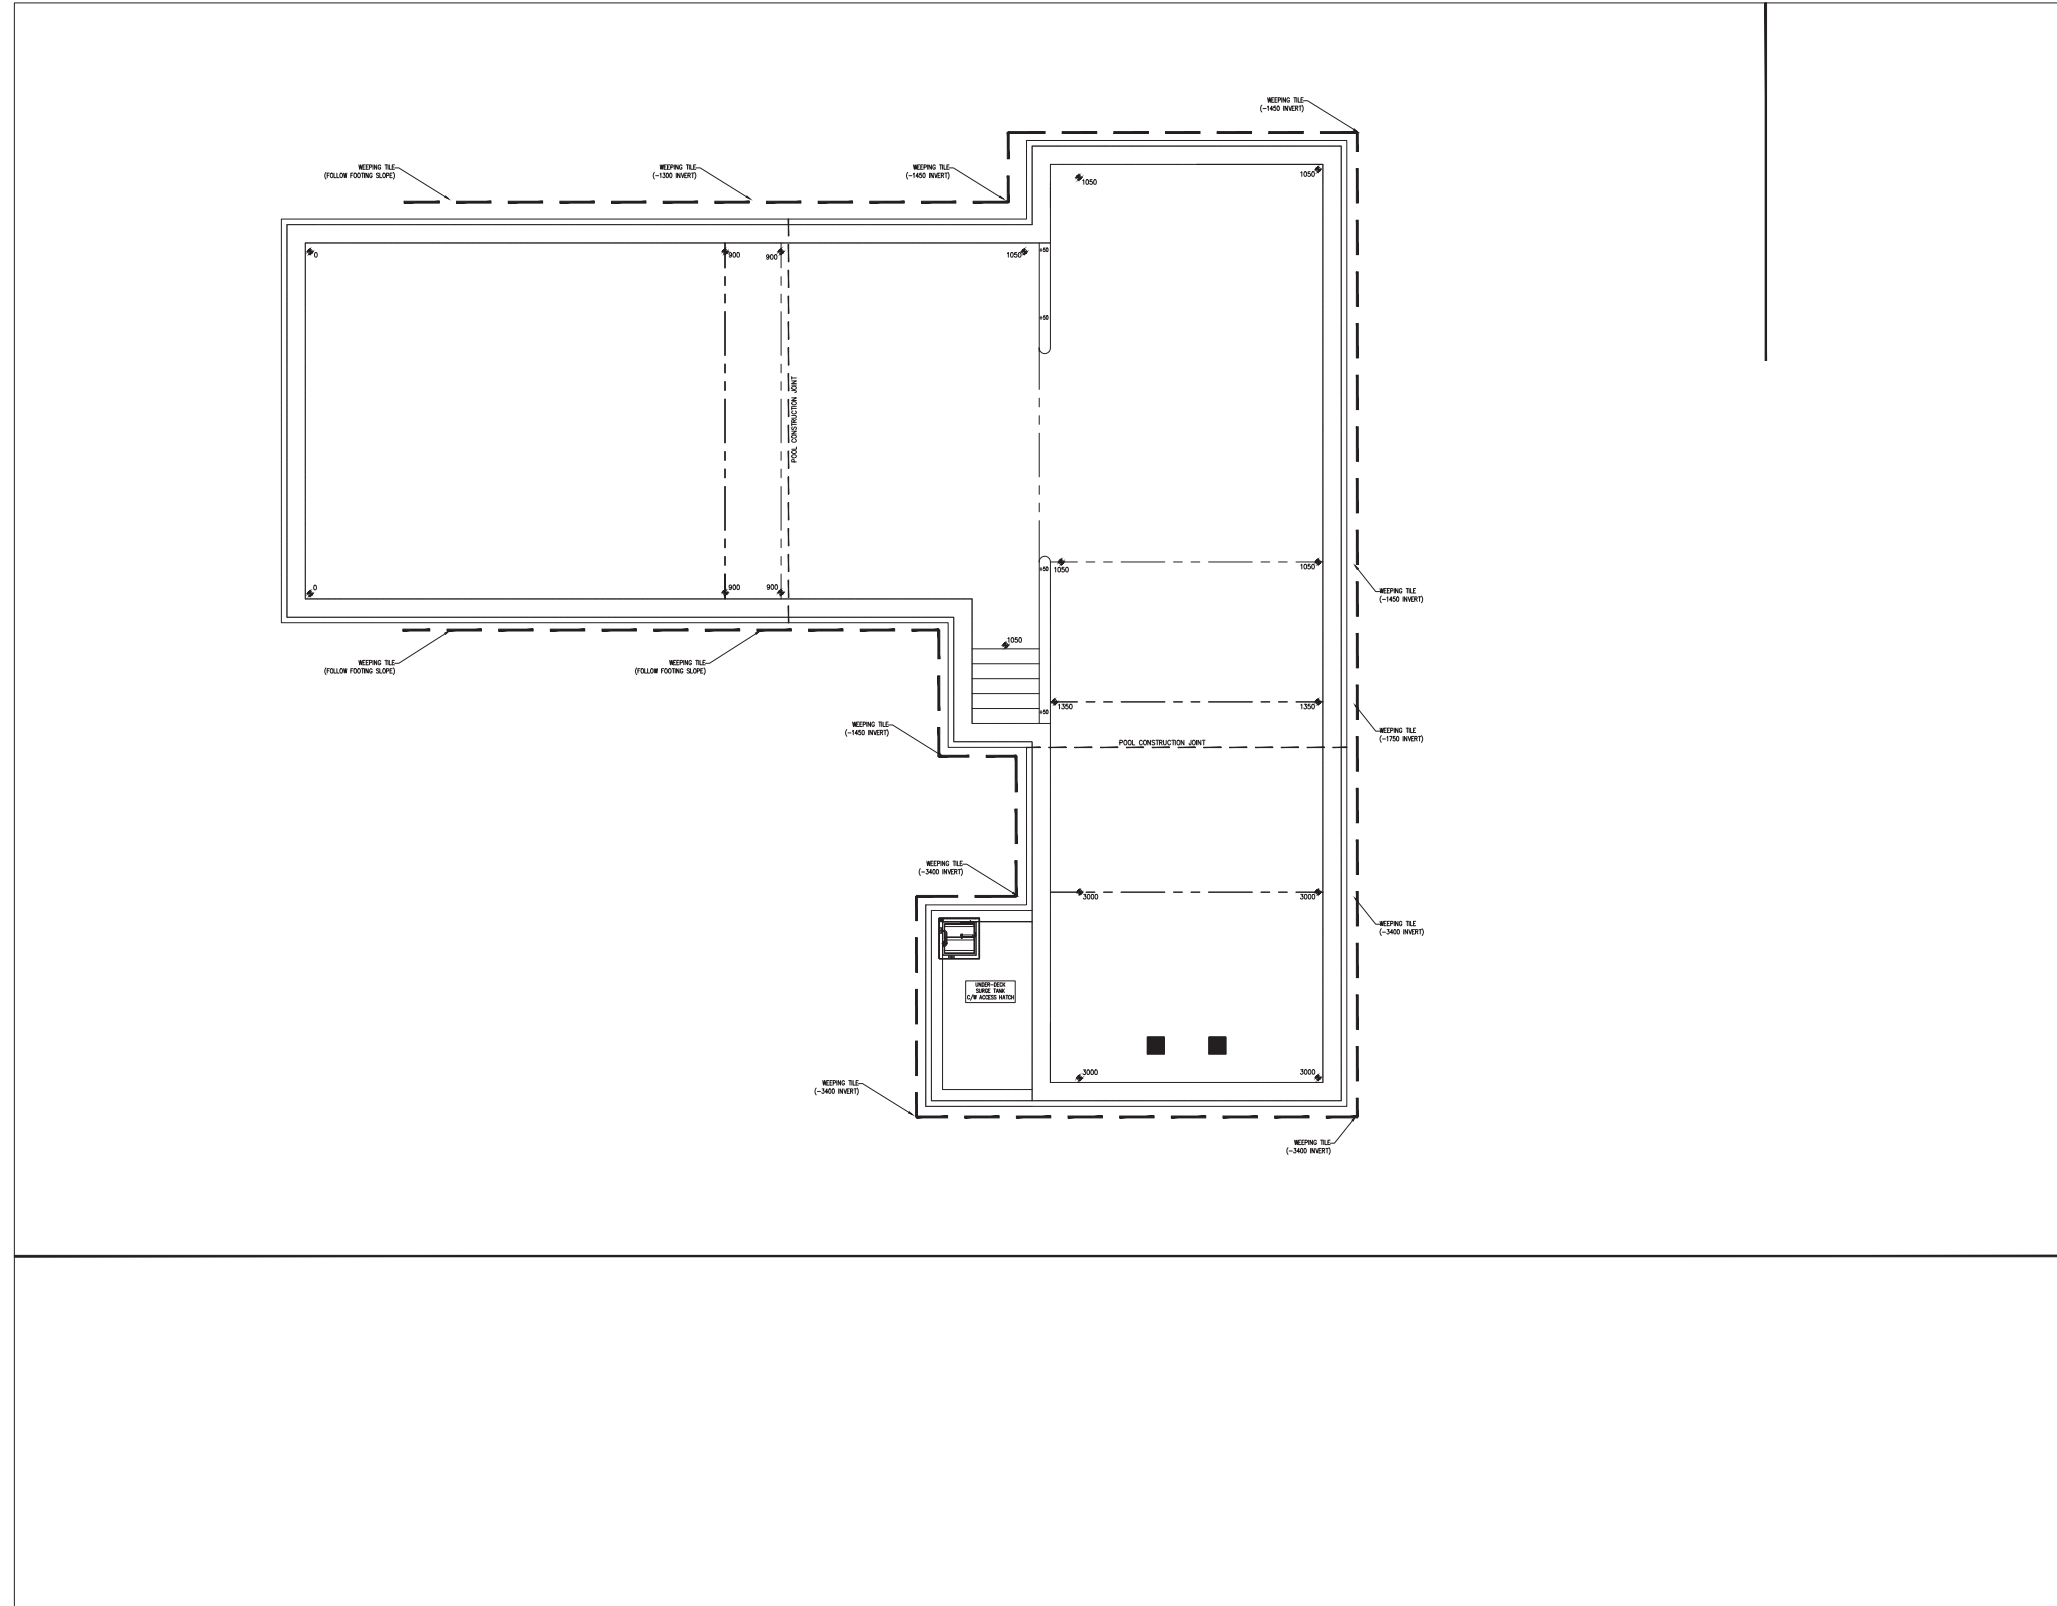 WEEPING TILE
(-1450 INVERT)
WEEPING TILE
(FOLLOW FOOTING SLOPE)
WEEPING TILE
(-1300 INVERT)
WEEPING TILE
(-1450 INVERT)
1050
1050
0
900
900
1050
+50
+50
POOL CONSTRUCTION JOINT
1050
1050
+50
0
900
900
WEEPING TILE
(-1450 INVERT)
1050
WEEPING TILE
(FOLLOW FOOTING SLOPE)
WEEPING TILE
(FOLLOW FOOTING SLOPE)
1350
1350
+50
WEEPING TILE
(-1450 INVERT)
WEEPING TILE
(-1750 INVERT)
POOL CONSTRUCTION JOINT
WEEPING TILE
(-3400 INVERT)
3000
3000
WEEPING TILE
(-3400 INVERT)
UNDER-DECK
SURGE TANK
C/W ACCESS HATCH
3000
3000
WEEPING TILE
(-3400 INVERT)
WEEPING TILE
(-3400 INVERT)